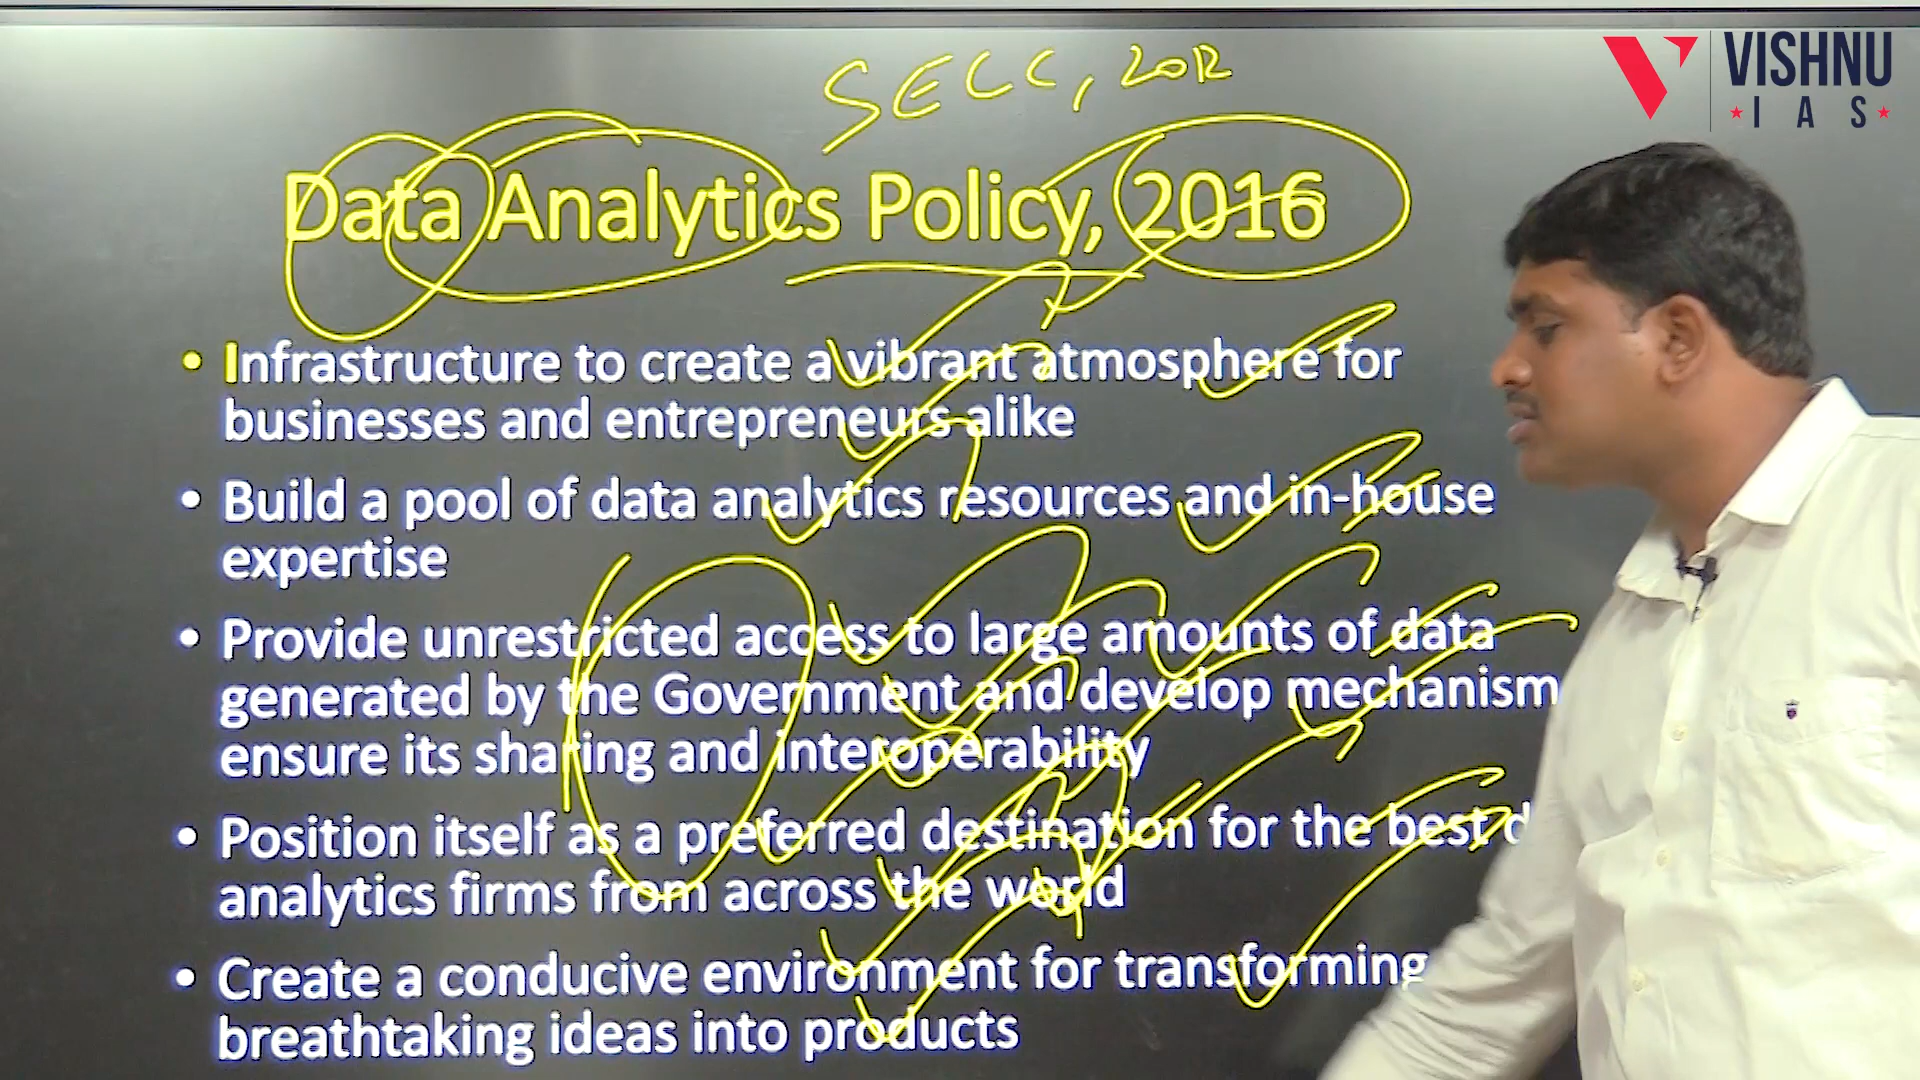 SECC, 2012
VISHNU
IAS
Data Analytics Policy, 2016
• Infrastructure to create a vibrant atmosphere for
businesses and entrepreneurs alike
• Build a pool of data analytics resources and in-house
expertise
• Provide unrestricted access to large amounts of data
generated by the Government and develop mechanism
ensure its sharing and interoperability
• Position itself as a preferred destination for the best d
analytics firms from across the world
• Create a conducive environment for transforming
breathtaking ideas into products